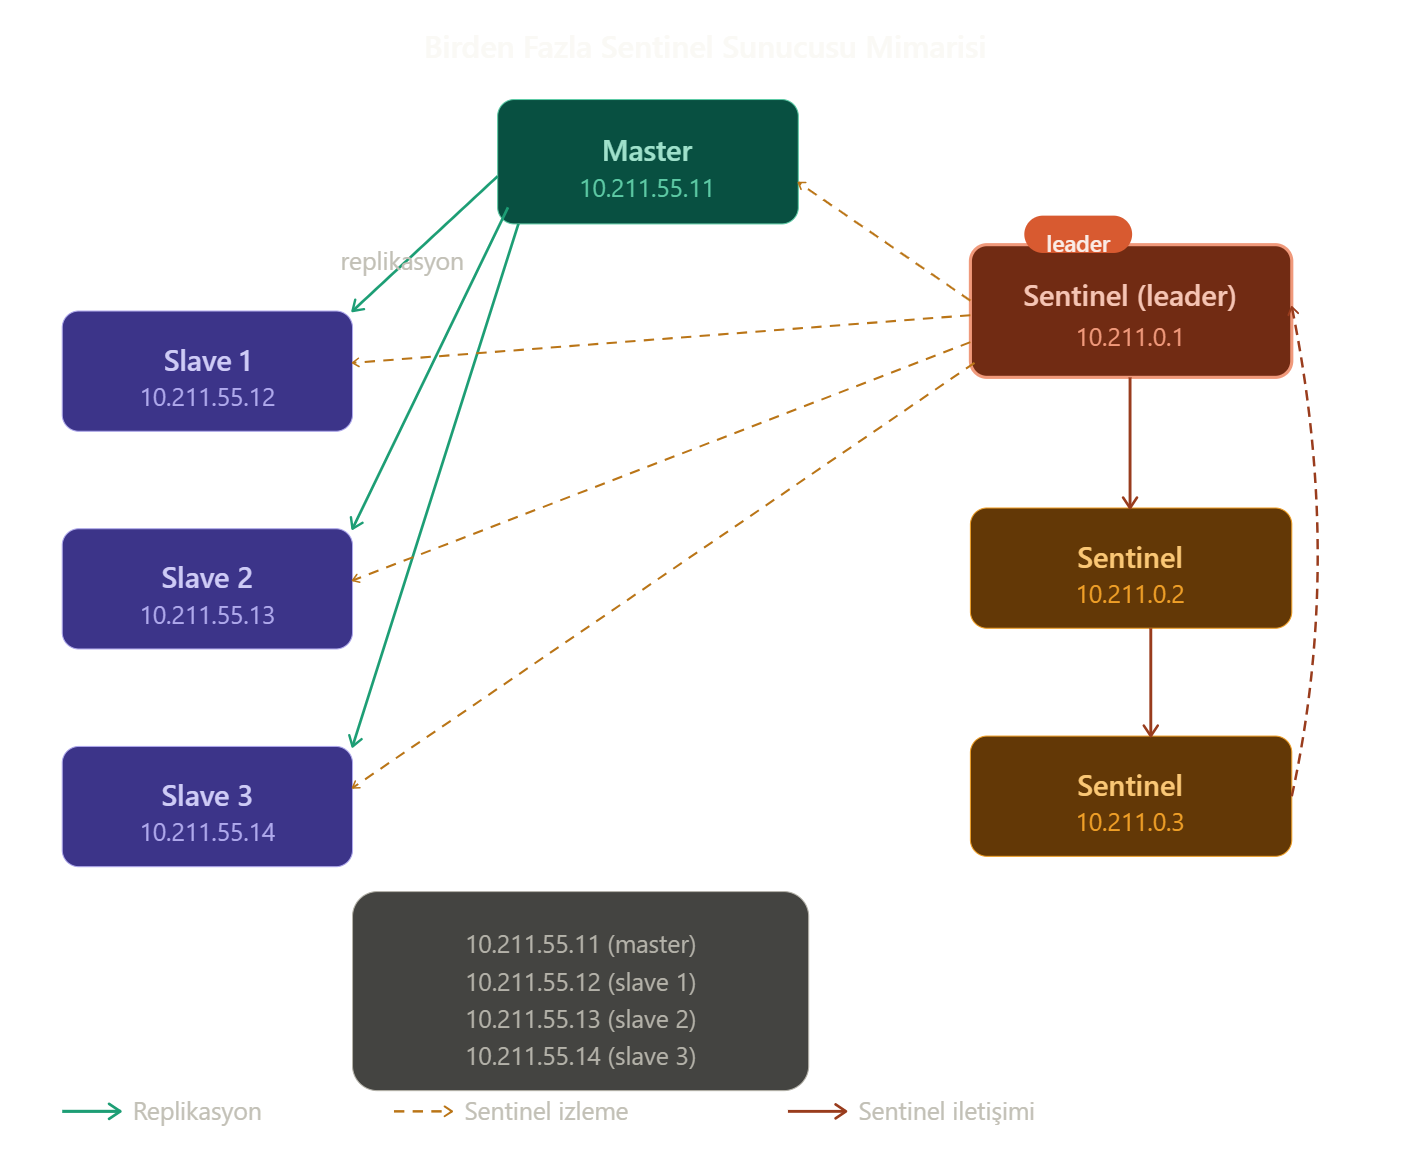 Birden Fazla Sentinel Sunucusu Mimarisi
Master
10.211.55.11
leader
Sentinel (leader)
10.211.0.1
replikasyon
Slave 1
10.211.55.12
Sentinel
10.211.0.2
Slave 2
10.211.55.13
Sentinel
10.211.0.3
Slave 3
10.211.55.14
10.211.55.11 (master)
10.211.55.12 (slave 1)
10.211.55.13 (slave 2)
10.211.55.14 (slave 3)
Replikasyon
Sentinel izleme
Sentinel iletişimi